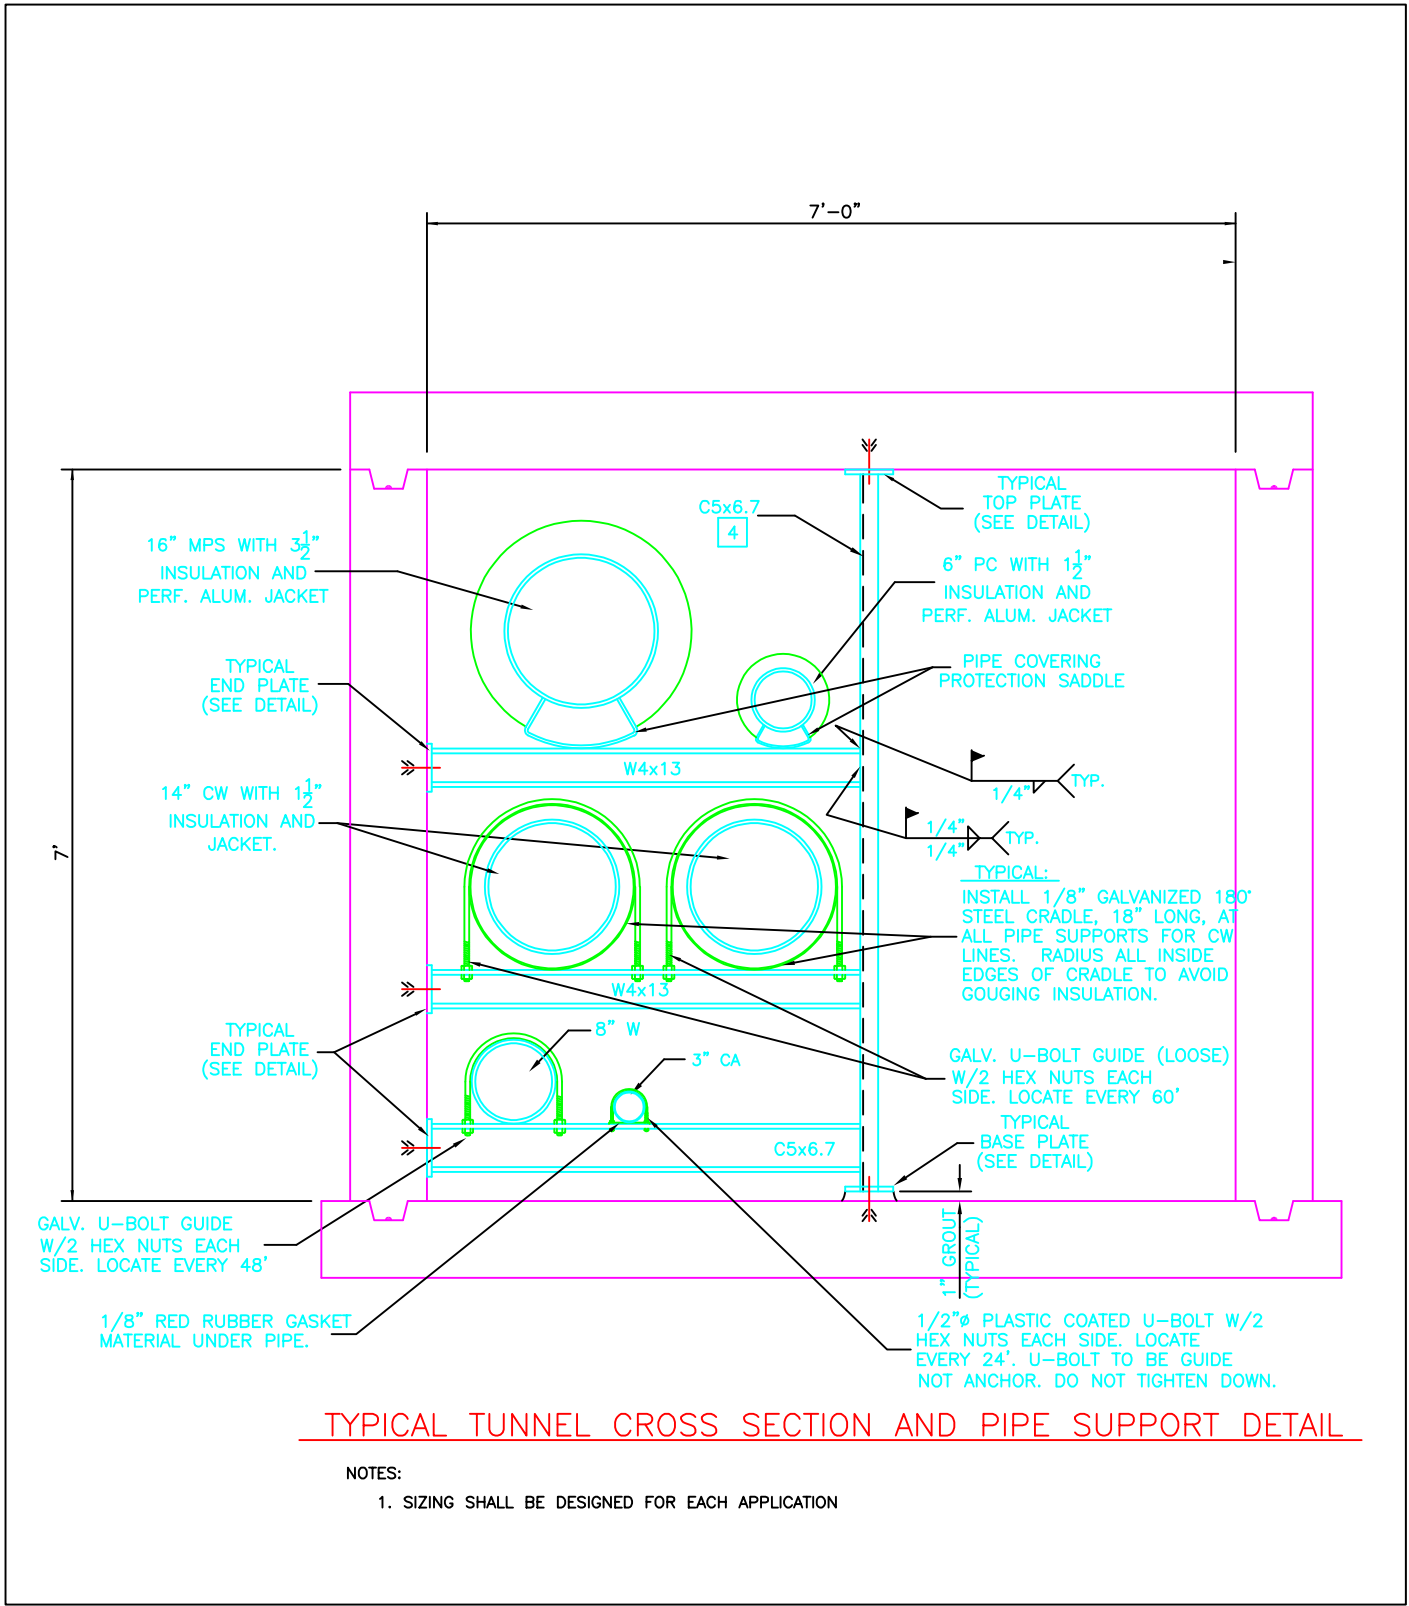 7'-0"
TYPICAL
TOP PLATE
(SEE DETAIL)
C5x6.7
4
16" MPS WITH 3 1/2"
INSULATION AND
PERF. ALUM. JACKET
6" PC WITH 1 1/2"
INSULATION AND
PERF. ALUM. JACKET
TYPICAL
END PLATE
(SEE DETAIL)
PIPE COVERING
PROTECTION SADDLE
W4x13
1/4"
TYP.
14" CW WITH 1 1/2"
INSULATION AND
JACKET.
1/4"
1/4"
TYP.
7'
TYPICAL:
INSTALL 1/8" GALVANIZED 180°
STEEL CRADLE, 18" LONG, AT
ALL PIPE SUPPORTS FOR CW
LINES. RADIUS ALL INSIDE
EDGES OF CRADLE TO AVOID
GOUGING INSULATION.
W4x13
TYPICAL
END PLATE
(SEE DETAIL)
8" W
3" CA
GALV. U-BOLT GUIDE (LOOSE)
W/2 HEX NUTS EACH
SIDE. LOCATE EVERY 60'
TYPICAL
BASE PLATE
(SEE DETAIL)
C5x6.7
GALV. U-BOLT GUIDE
W/2 HEX NUTS EACH
SIDE. LOCATE EVERY 48'
1" GROUT
(TYPICAL)
1/8" RED RUBBER GASKET
MATERIAL UNDER PIPE.
1/2"ø PLASTIC COATED U-BOLT W/2
HEX NUTS EACH SIDE. LOCATE
EVERY 24'. U-BOLT TO BE GUIDE
NOT ANCHOR. DO NOT TIGHTEN DOWN.
TYPICAL TUNNEL CROSS SECTION AND PIPE SUPPORT DETAIL
NOTES:
1. SIZING SHALL BE DESIGNED FOR EACH APPLICATION